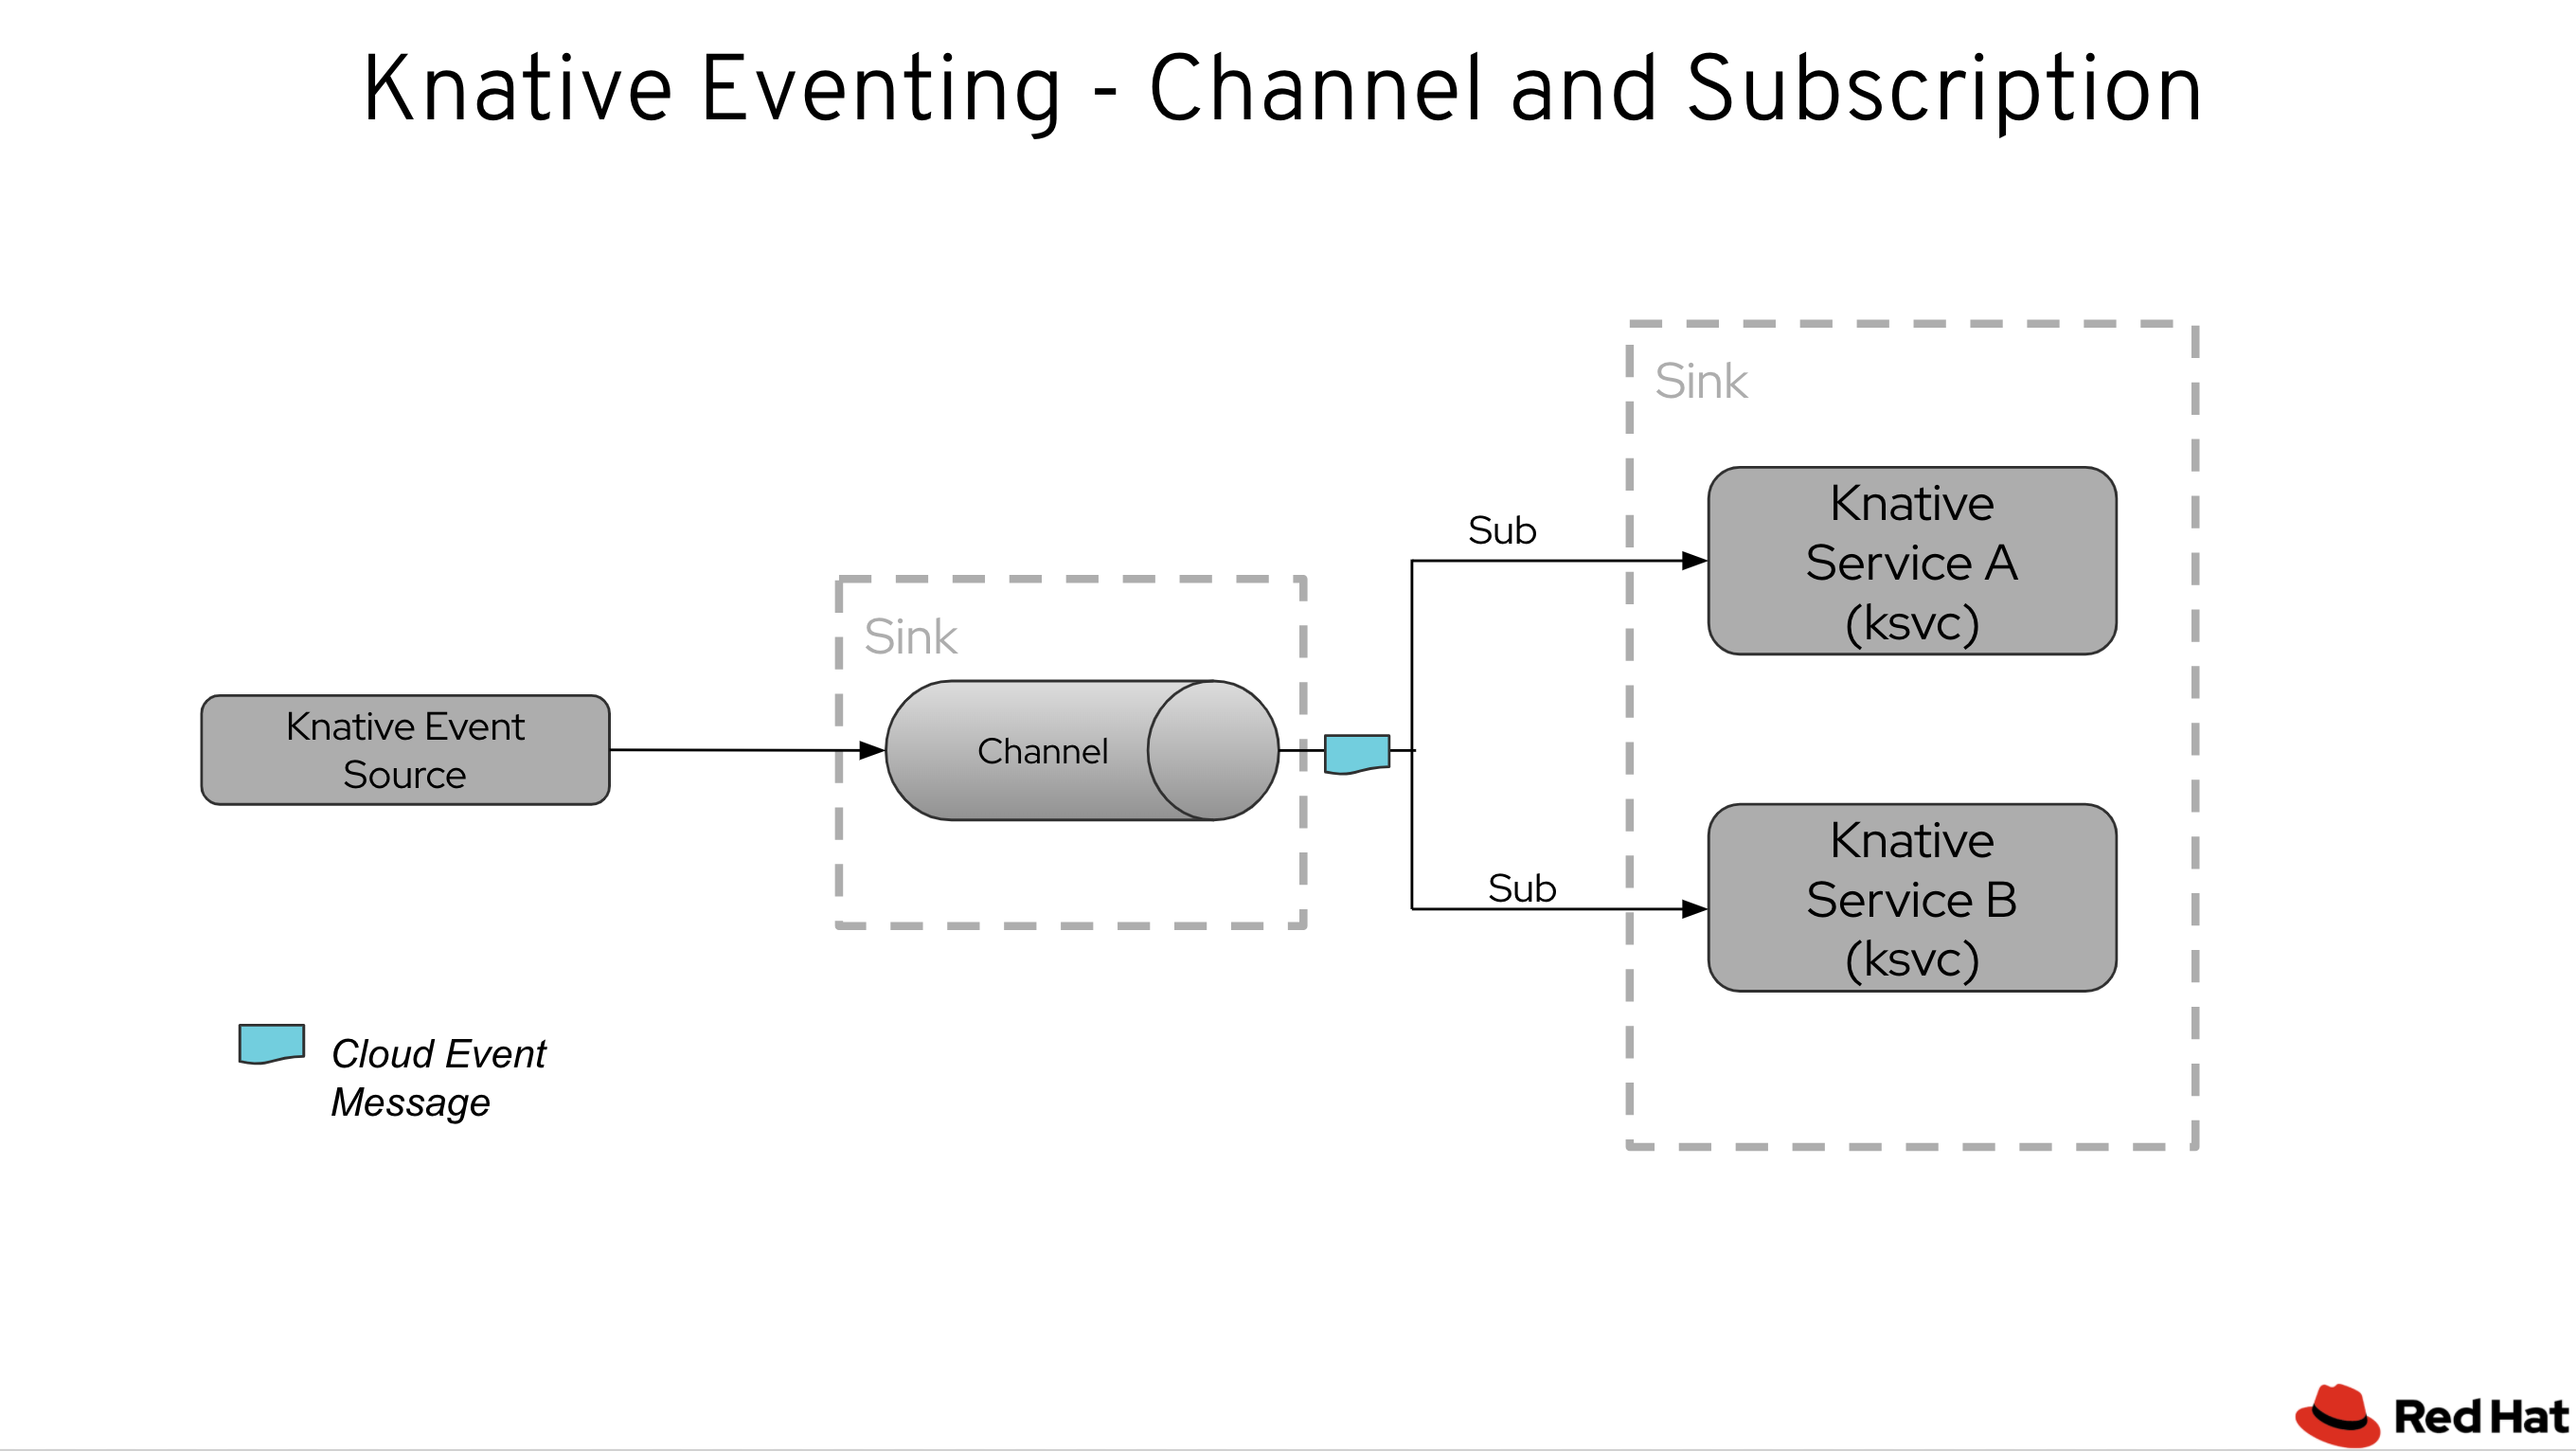 Knative Eventing - Channel and Subscription
Sink
Knative
Service A
(ksvc)
Sub
Sink
Channel
Knative Event
Source
Sub
Knative
Service B
(ksvc)
Cloud Event
Message
Red Hat